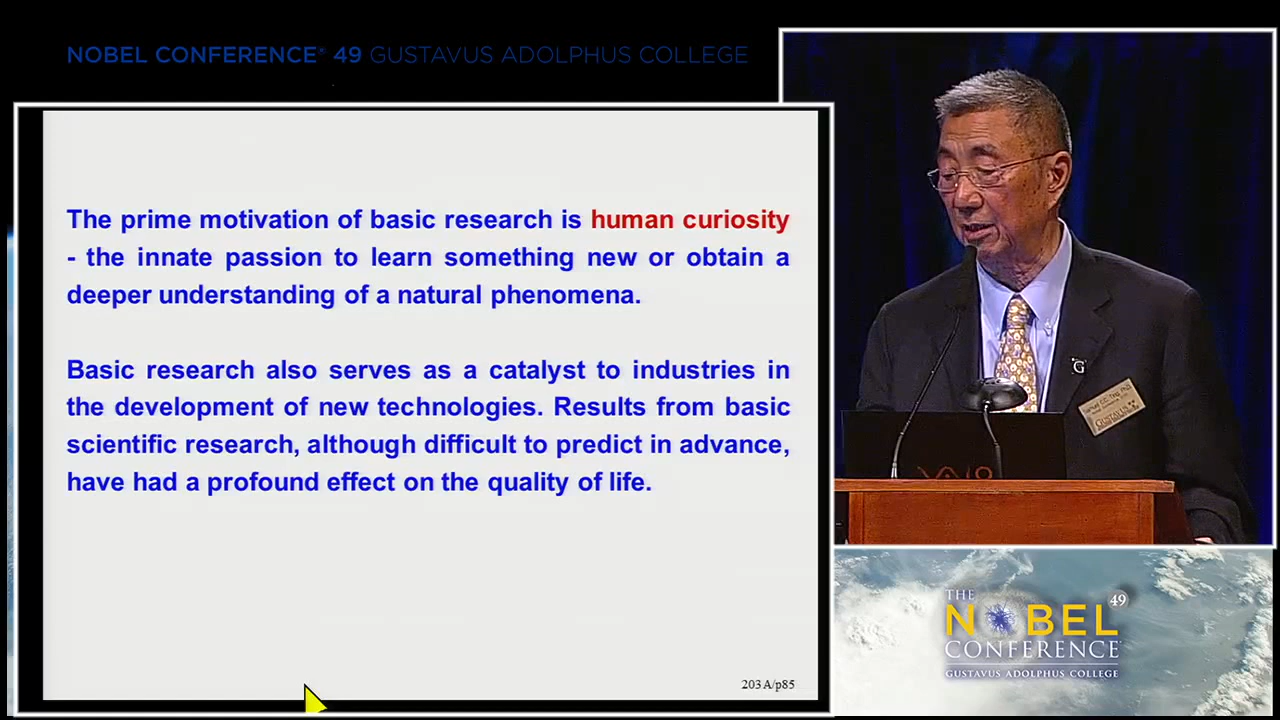 NOBEL CONFERENCE® 49 GUSTAVUS ADOLPHUS COLLEGE
The prime motivation of basic research is human curiosity
- the innate passion to learn something new or obtain a
deeper understanding of a natural phenomena.
Basic research also serves as a catalyst to industries in
the development of new technologies. Results from basic
scientific research, although difficult to predict in advance,
have had a profound effect on the quality of life.
203A/p85
G
GUSTAVUS
VAIO
THE
NOBEL 49
CONFERENCE
GUSTAVUS ADOLPHUS COLLEGE